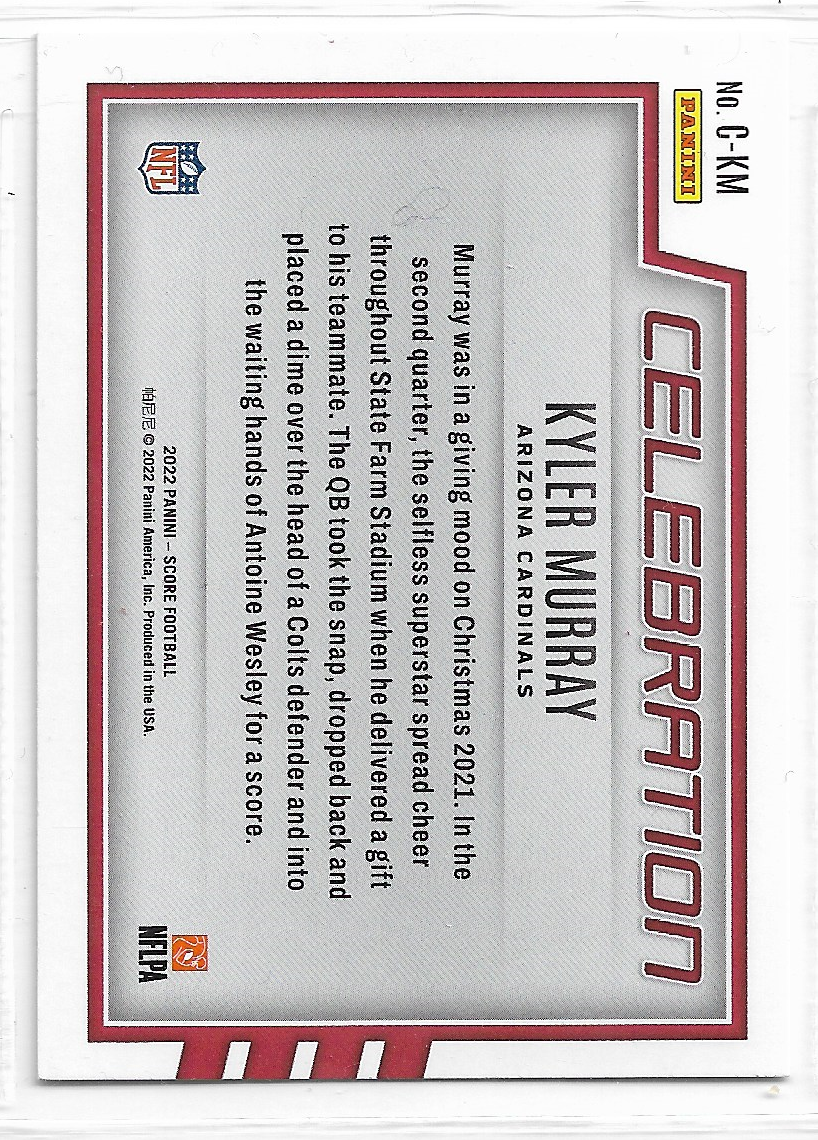 No. C-KM
PANINI
CELEBRATION
KYLER MURRAY
ARIZONA CARDINALS
Murray was in a giving mood on Christmas 2021. In the
second quarter, the selfless superstar spread cheer
throughout State Farm Stadium when he delivered a gift
to his teammate. The QB took the snap, dropped back and
placed a dime over the head of a Colts defender and into
the waiting hands of Antoine Wesley for a score.
NFL
2022 PANINI – SCORE FOOTBALL
帕尼尼 © 2022 Panini America, Inc. Produced in the USA.
NFLPA